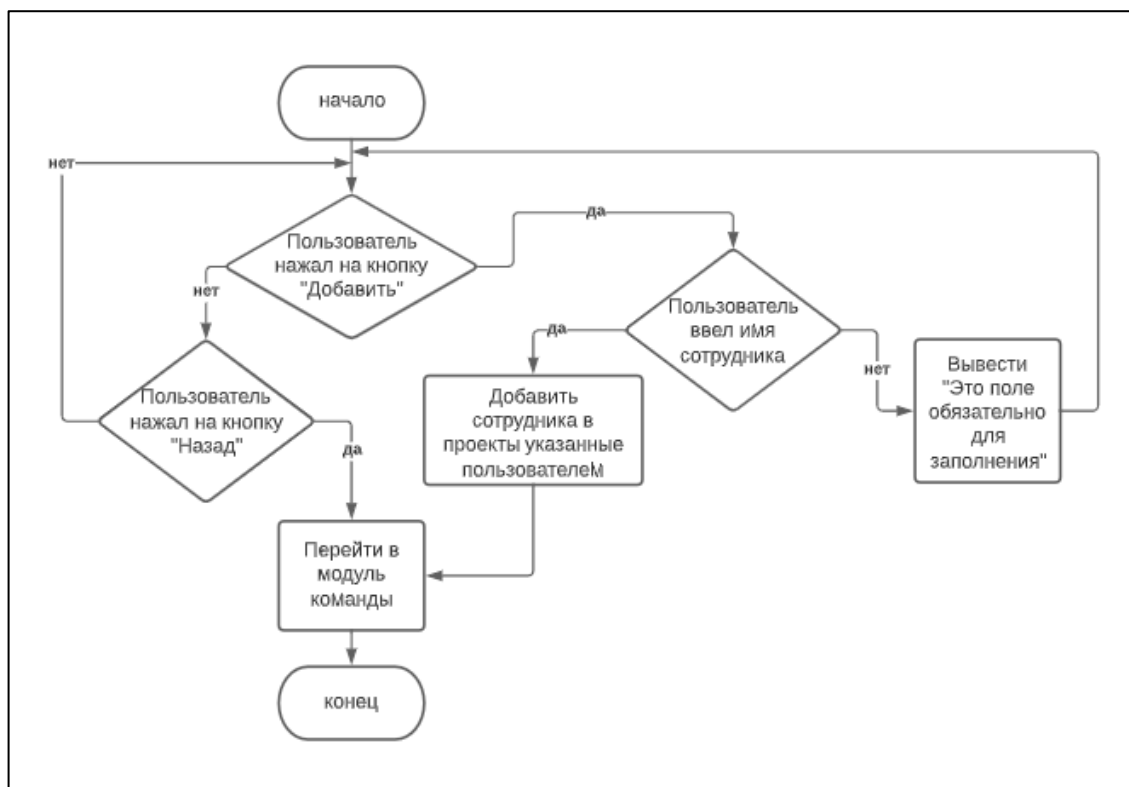 начало
нет
да
Пользователь
нажал на кнопку
"Добавить"
нет
Пользователь
ввел имя
сотрудника
да
нет
Вывести
"Это поле
обязательно
для
заполнения"
Пользователь
нажал на кнопку
"Назад"
да
Добавить
сотрудника в
проекты указанные
пользователем
Перейти в
модуль
команды
конец